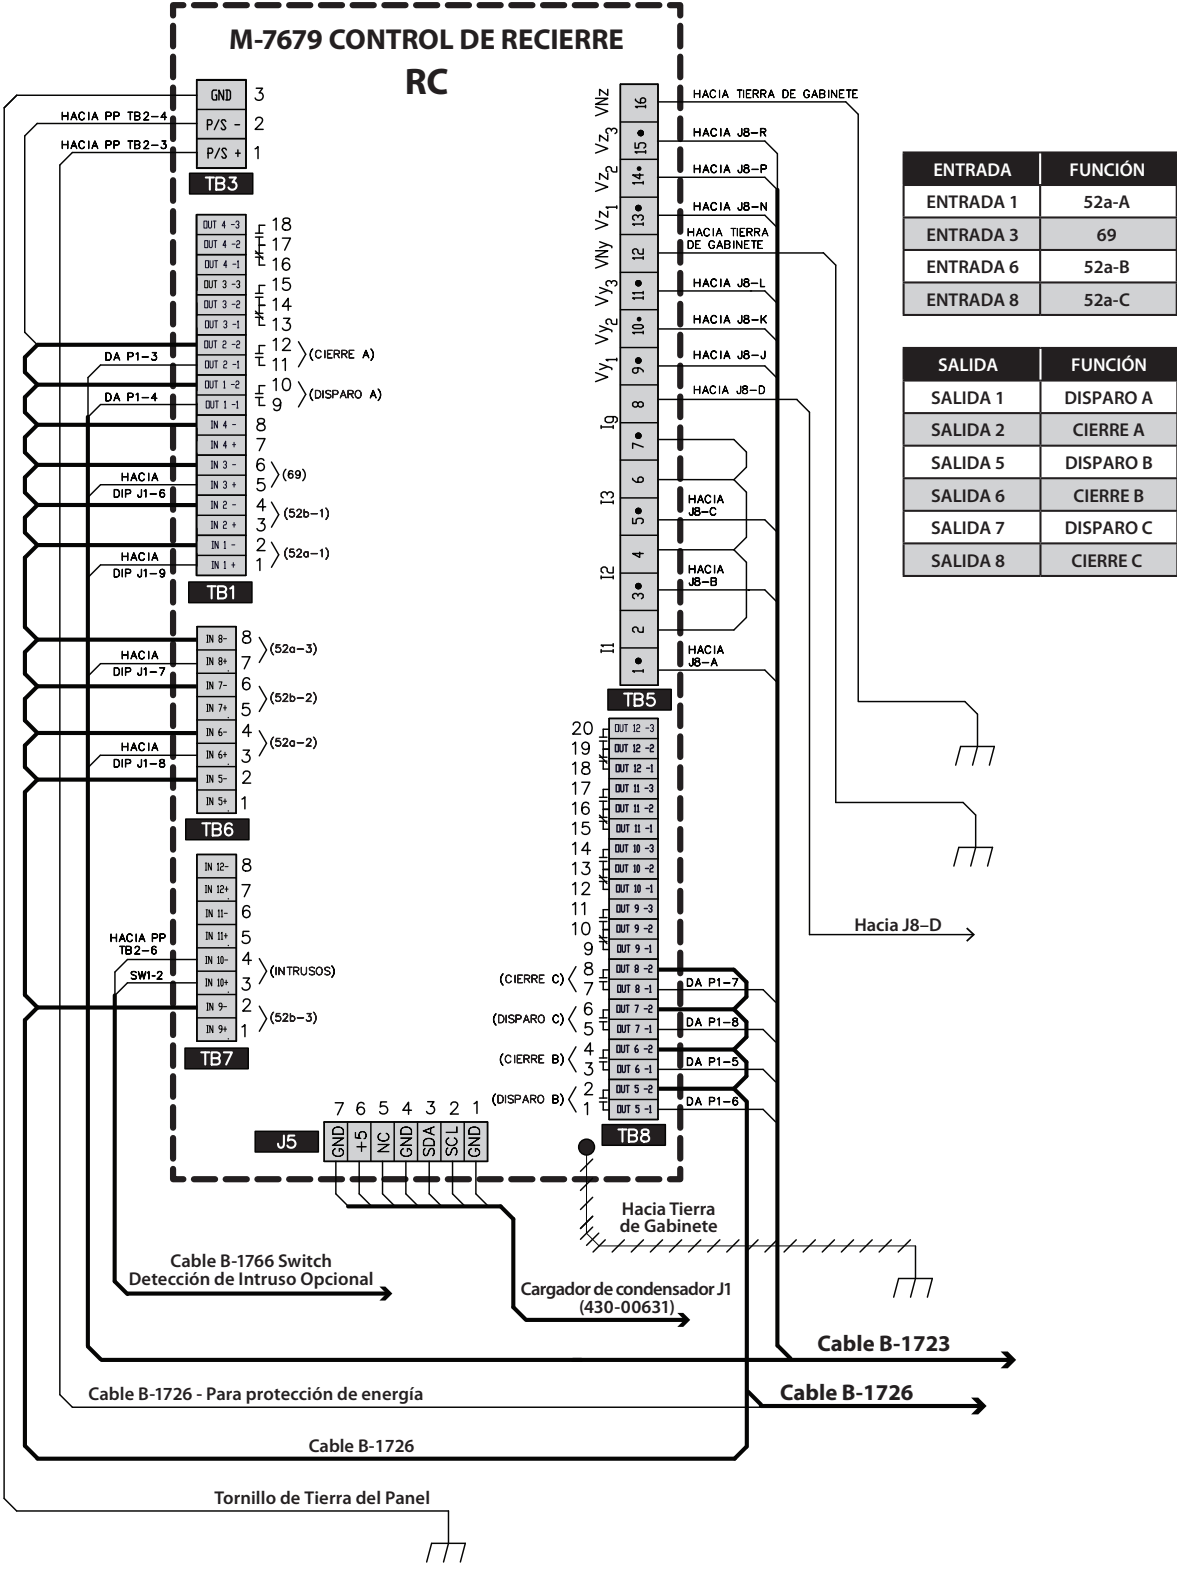 M-7679 CONTROL DE RECIERRE
RC
GND 3
P/S - 2
P/S + 1
TB3
HACIA PP TB2-4
HACIA PP TB2-3
OUT 4 -3 18
OUT 4 -2 17
OUT 4 -1 16
OUT 3 -3 15
OUT 3 -2 14
OUT 3 -1 13
OUT 2 -2 12
OUT 2 -1 11
(CIERRE A)
DA P1-3
OUT 1 -2 10
OUT 1 -1 9
(DISPARO A)
DA P1-4
IN 4 - 8
IN 4 + 7
IN 3 - 6
IN 3 + 5
(69)
HACIA
DIP J1-6
IN 2 - 4
IN 2 + 3
(52b-1)
IN 1 - 2
IN 1 + 1
(52a-1)
HACIA
DIP J1-9
TB1
IN 8- 8
IN 8+ 7
(52a-3)
HACIA
DIP J1-7
IN 7- 6
IN 7+ 5
(52b-2)
IN 6- 4
IN 6+ 3
(52a-2)
HACIA
DIP J1-8
IN 5- 2
IN 5+ 1
TB6
IN 12- 8
IN 12+ 7
IN 11- 6
IN 11+ 5
IN 10- 4
IN 10+ 3
(INTRUSOS)
HACIA PP
TB2-6
SW1-2
IN 9- 2
IN 9+ 1
(52b-3)
TB7
VNz 16 HACIA TIERRA DE GABINETE
Vz3 15 HACIA J8-R
Vz2 14 HACIA J8-P
Vz1 13 HACIA J8-N
VNy 12 HACIA TIERRA
DE GABINETE
Vy3 11 HACIA J8-L
Vy2 10 HACIA J8-K
Vy1 9 HACIA J8-J
8 HACIA J8-D
Ig
7
6
I3
5 HACIA
J8-C
4
I2
3 HACIA
J8-B
2
I1
1 HACIA
J8-A
TB5
20 OUT 12 -3
19 OUT 12 -2
18 OUT 12 -1
17 OUT 11 -3
16 OUT 11 -2
15 OUT 11 -1
14 OUT 10 -3
13 OUT 10 -2
12 OUT 10 -1
11 OUT 9 -3
10 OUT 9 -2
9 OUT 9 -1
(CIERRE C)
8 OUT 8 -2
7 OUT 8 -1 DA P1-7
(DISPARO C)
6 OUT 7 -2
5 OUT 7 -1 DA P1-8
(CIERRE B)
4 OUT 6 -2
3 OUT 6 -1 DA P1-5
(DISPARO B)
2 OUT 5 -2
1 OUT 5 -1 DA P1-6
TB8
7 6 5 4 3 2 1
J5
GND +5 NC GND SDA SCL GND
ENTRADA FUNCIÓN
ENTRADA 1 52a-A
ENTRADA 3 69
ENTRADA 6 52a-B
ENTRADA 8 52a-C
SALIDA FUNCIÓN
SALIDA 1 DISPARO A
SALIDA 2 CIERRE A
SALIDA 5 DISPARO B
SALIDA 6 CIERRE B
SALIDA 7 DISPARO C
SALIDA 8 CIERRE C
Hacia J8–D
Hacia Tierra
de Gabinete
Cable B-1766 Switch
Detección de Intruso Opcional
Cargador de condensador J1
(430-00631)
Cable B-1723
Cable B-1726 - Para protección de energía
Cable B-1726
Cable B-1726
Tornillo de Tierra del Panel